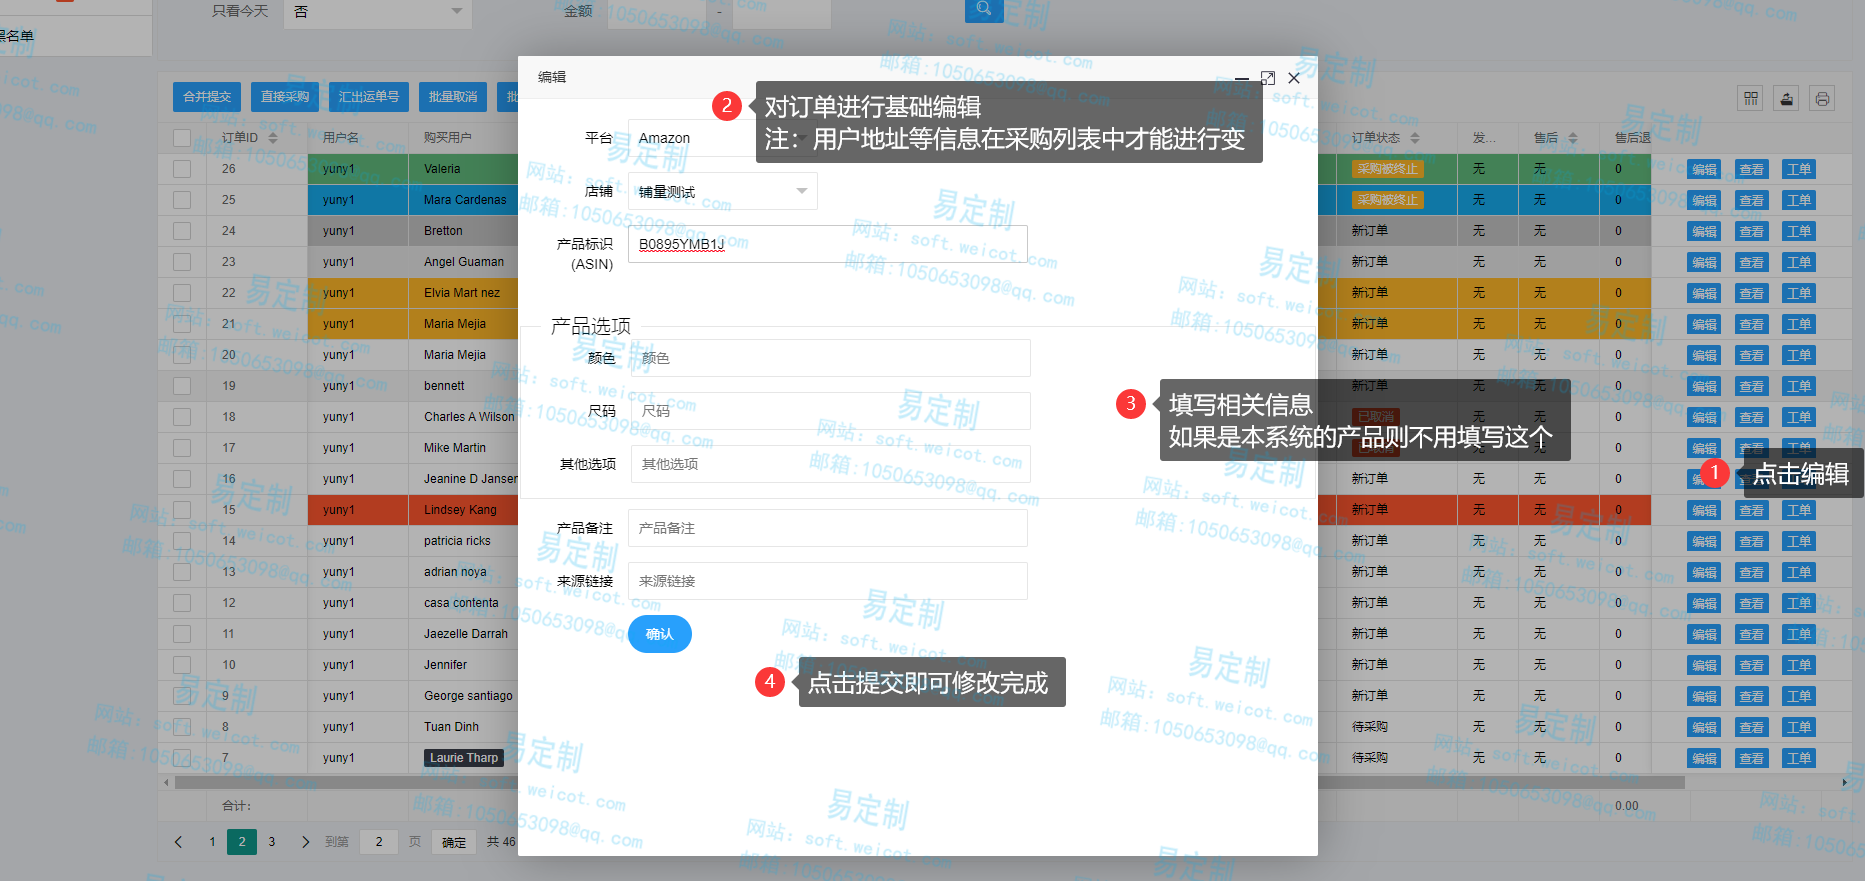 只看今天 否 金额 -
黑名单
合并提交 直接采购 汇出运单号 批量取消 批
编辑
2 对订单进行基础编辑
注：用户地址等信息在采购列表中才能进行变
平台 Amazon
店铺 铺量测试
产品标识 B0895YMB1J
(ASIN)
产品选项
颜色 颜色
尺码 尺码
其他选项 其他选项
产品备注 产品备注
来源链接 来源链接
确认
3 填写相关信息
如果是本系统的产品则不用填写这个
1 点击编辑
4 点击提交即可修改完成
订单ID 用户名 购买用户 订单状态 发... 售后 售后退
26 yuny1 Valeria 采购被终止 无 无 0 编辑 查看 工单
25 yuny1 Mara Cardenas 采购被终止 无 无 0 编辑 查看 工单
24 yuny1 Bretton 新订单 无 无 0 编辑 查看 工单
23 yuny1 Angel Guaman 新订单 无 无 0 编辑 查看 工单
22 yuny1 Elvia Mart nez 新订单 无 无 0 编辑 查看 工单
21 yuny1 Maria Mejia 新订单 无 无 0 编辑 查看 工单
20 yuny1 Maria Mejia 新订单 无 无 0 编辑 查看 工单
19 yuny1 bennett 新订单 无 无 0 编辑 查看 工单
18 yuny1 Charles A Wilson 已取消 无 无 0 编辑 查看 工单
17 yuny1 Mike Martin 已取消 无 无 0 编辑 查看 工单
16 yuny1 Jeanine D Jansen 新订单 无 无 0
15 yuny1 Lindsey Kang 新订单 无 无 0 编辑 查看 工单
14 yuny1 patricia ricks 新订单 无 无 0 编辑 查看 工单
13 yuny1 adrian noya 新订单 无 无 0 编辑 查看 工单
12 yuny1 casa contenta 新订单 无 无 0 编辑 查看 工单
11 yuny1 Jaezelle Darrah 新订单 无 无 0 编辑 查看 工单
10 yuny1 Jennifer 新订单 无 无 0 编辑 查看 工单
9 yuny1 George santiago 新订单 无 无 0 编辑 查看 工单
8 yuny1 Tuan Dinh 待采购 无 无 0 编辑 查看 工单
7 yuny1 Laurie Tharp 待采购 无 无 0 编辑 查看 工单
合计： 0.00
1 2 3 到第 2 页 确定 共 46
易定制
网站：soft.weicot.com
邮箱:1050653098@qq.com